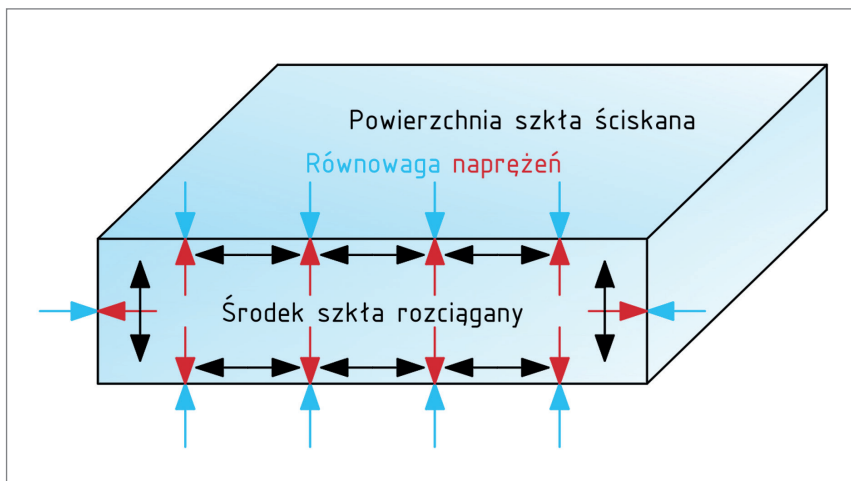 Powierzchnia szkła ściskana
Równowaga naprężeń
Środek szkła rozciągany